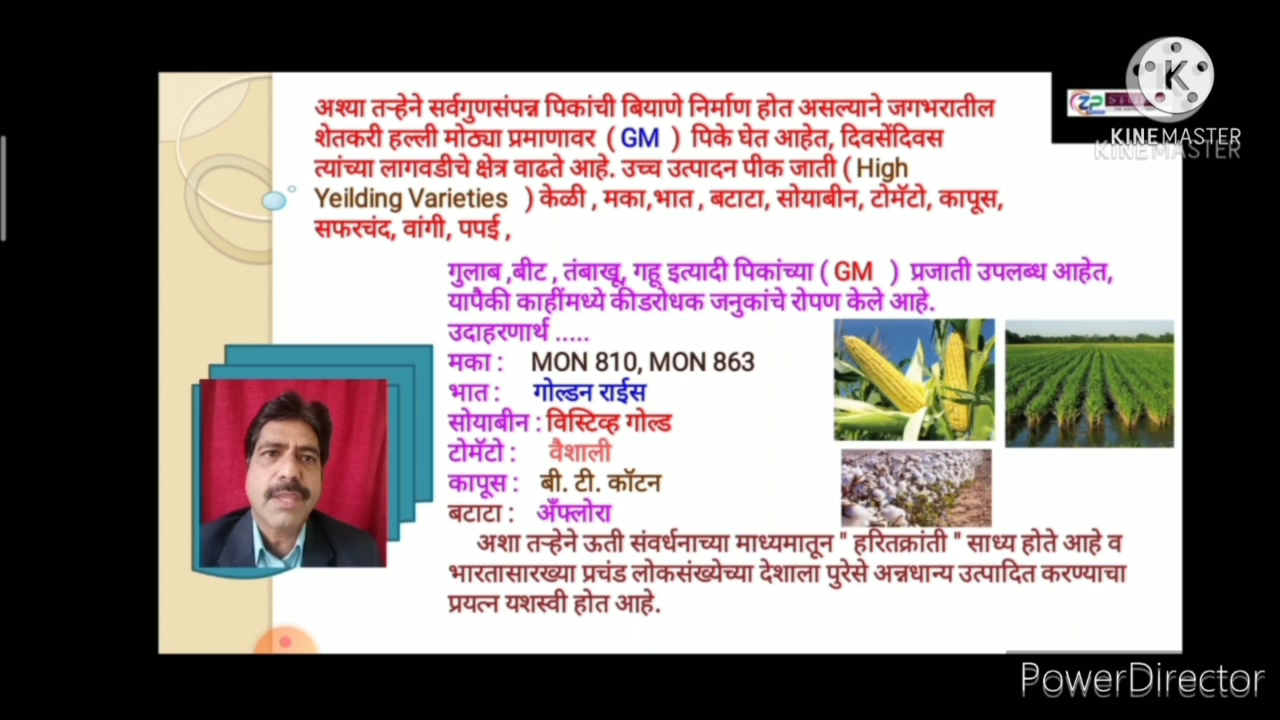 अश्या तऱ्हेने सर्वगुणसंपन्न पिकांची बियाणे निर्माण होत असल्याने जगभरातील
शेतकरी हल्ली मोठ्या प्रमाणावर ( GM ) पिके घेत आहेत, दिवसेंदिवस
त्यांच्या लागवडीचे क्षेत्र वाढते आहे. उच्च उत्पादन पीक जाती ( High
Yeilding Varieties ) केळी , मका,भात , बटाटा, सोयाबीन, टोमॅटो, कापूस,
सफरचंद, वांगी, पपई ,
गुलाब ,बीट , तंबाखू, गहू इत्यादी पिकांच्या ( GM ) प्रजाती उपलब्ध आहेत,
यापैकी काहींमध्ये कीडरोधक जनुकांचे रोपण केले आहे.
उदाहरणार्थ .....
मका : MON 810, MON 863
भात : गोल्डन राईस
सोयाबीन : विस्टिव्ह गोल्ड
टोमॅटो : वैशाली
कापूस : बी. टी. कॉटन
बटाटा : अँफ्लोरा
अशा तऱ्हेने ऊती संवर्धनाच्या माध्यमातून " हरितक्रांती " साध्य होते आहे व
भारतासारख्या प्रचंड लोकसंख्येच्या देशाला पुरेसे अन्नधान्य उत्पादित करण्याचा
प्रयत्न यशस्वी होत आहे.
K
KINEMASTER
PowerDirector